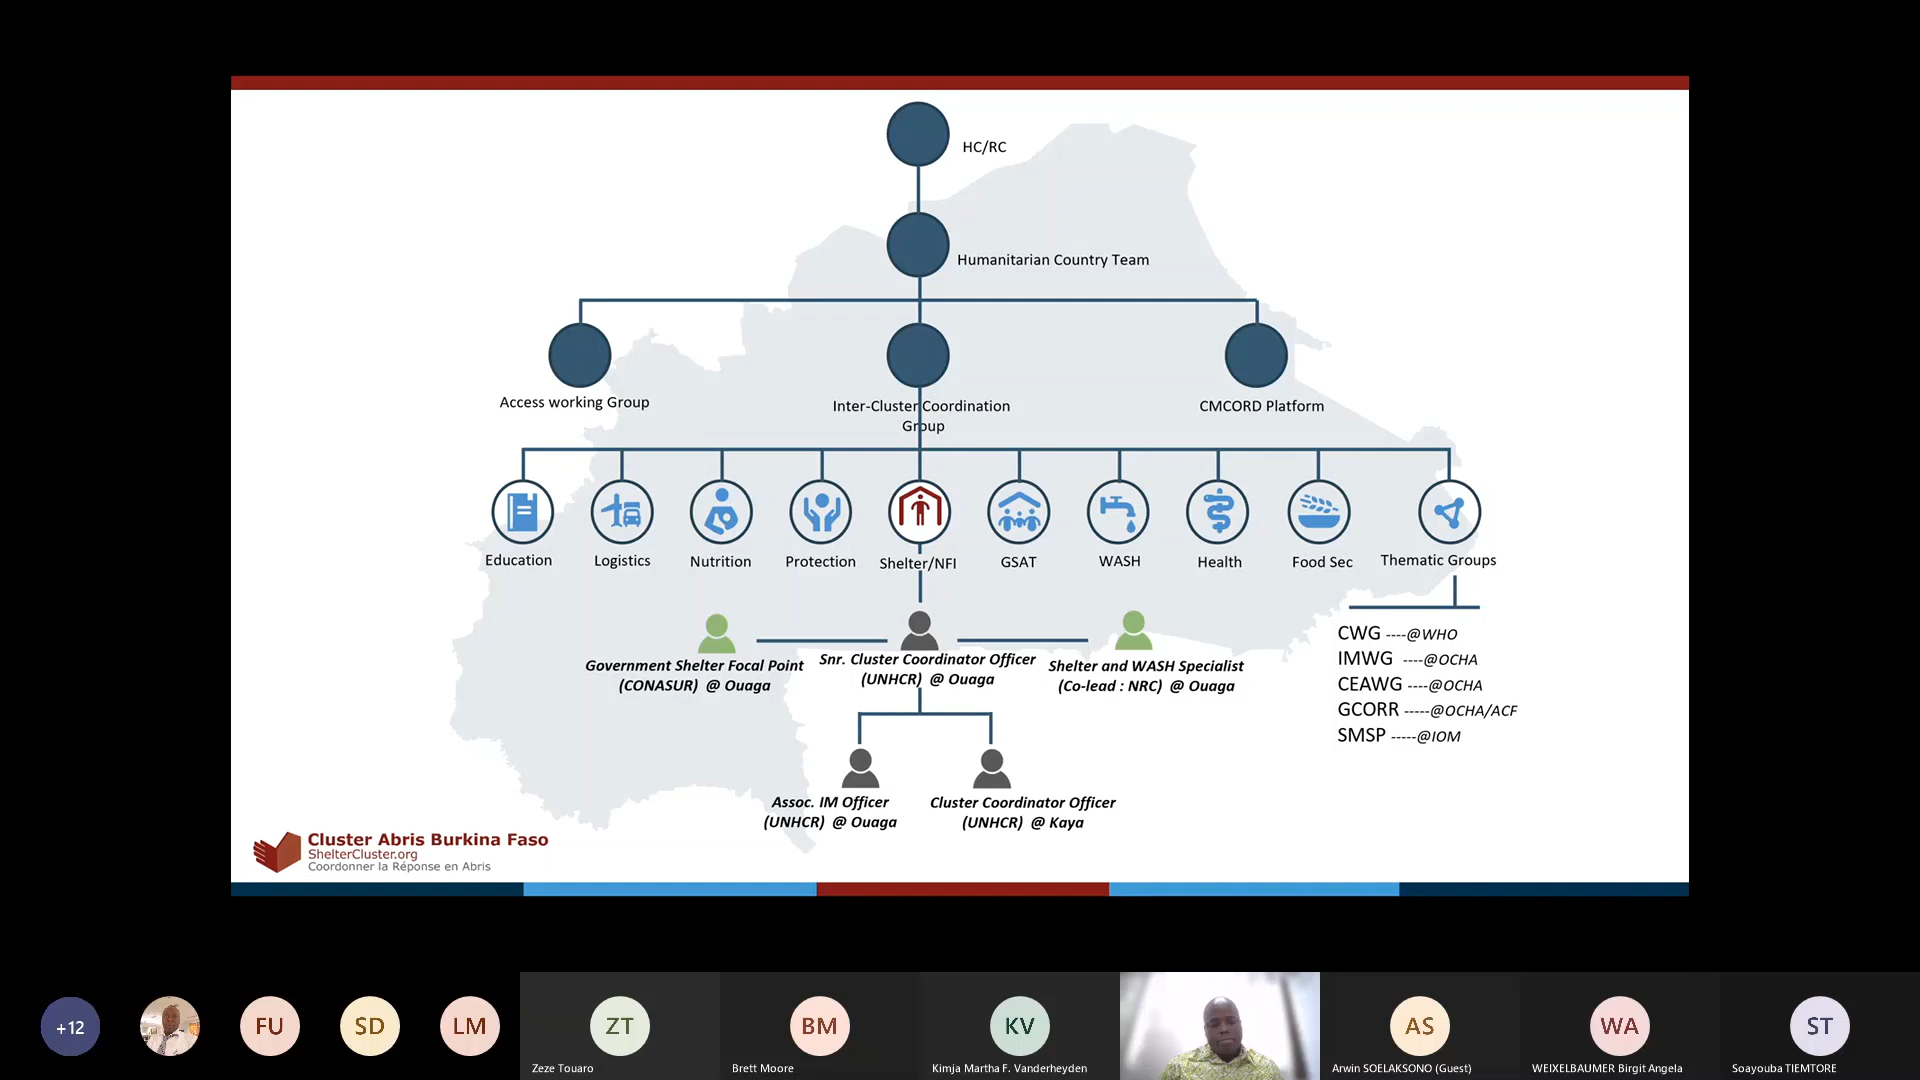 HC/RC
Humanitarian Country Team
Access working Group
Inter-Cluster Coordination
Group
CMCORD Platform
Education
Logistics
Nutrition
Protection
Shelter/NFI
GSAT
WASH
Health
Food Sec
Thematic Groups
Government Shelter Focal Point
(CONASUR) @ Ouaga
Snr. Cluster Coordinator Officer
(UNHCR) @ Ouaga
Shelter and WASH Specialist
(Co-lead : NRC) @ Ouaga
CWG ----@WHO
IMWG ----@OCHA
CEAWG ----@OCHA
GCORR -----@OCHA/ACF
SMSP -----@IOM
Assoc. IM Officer
(UNHCR) @ Ouaga
Cluster Coordinator Officer
(UNHCR) @ Kaya
Cluster Abris Burkina Faso
ShelterCluster.org
Coordonner la Réponse en Abris
+12
FU
SD
LM
ZT
Zeze Touaro
BM
Brett Moore
KV
Kimja Martha F. Vanderheyden
AS
Arwin SOELAKSONO (Guest)
WA
WEIXELBAUMER Birgit Angela
ST
Soayouba TIEMTORE